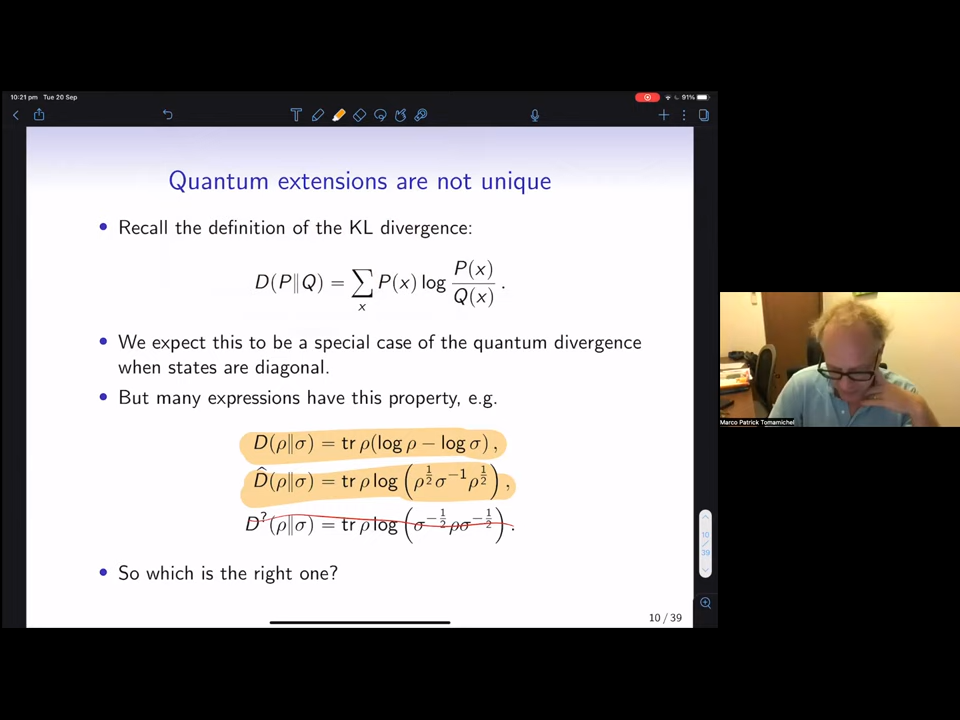 10:21 pm Tue 20 Sep
91%
Quantum extensions are not unique
• Recall the definition of the KL divergence:
D(P‖Q) = ∑ₓ P(x) log P(x)/Q(x) .
• We expect this to be a special case of the quantum divergence
when states are diagonal.
• But many expressions have this property, e.g.
D(ρ‖σ) = tr ρ(log ρ − log σ) ,
D̂(ρ‖σ) = tr ρ log (ρ^{1/2} σ^{−1} ρ^{1/2}) ,
D^?(ρ‖σ) = tr ρ log (σ^{−1/2} ρ σ^{−1/2}) .
• So which is the right one?
10 / 39
10
/
39
Marco Patrick Tomamichel